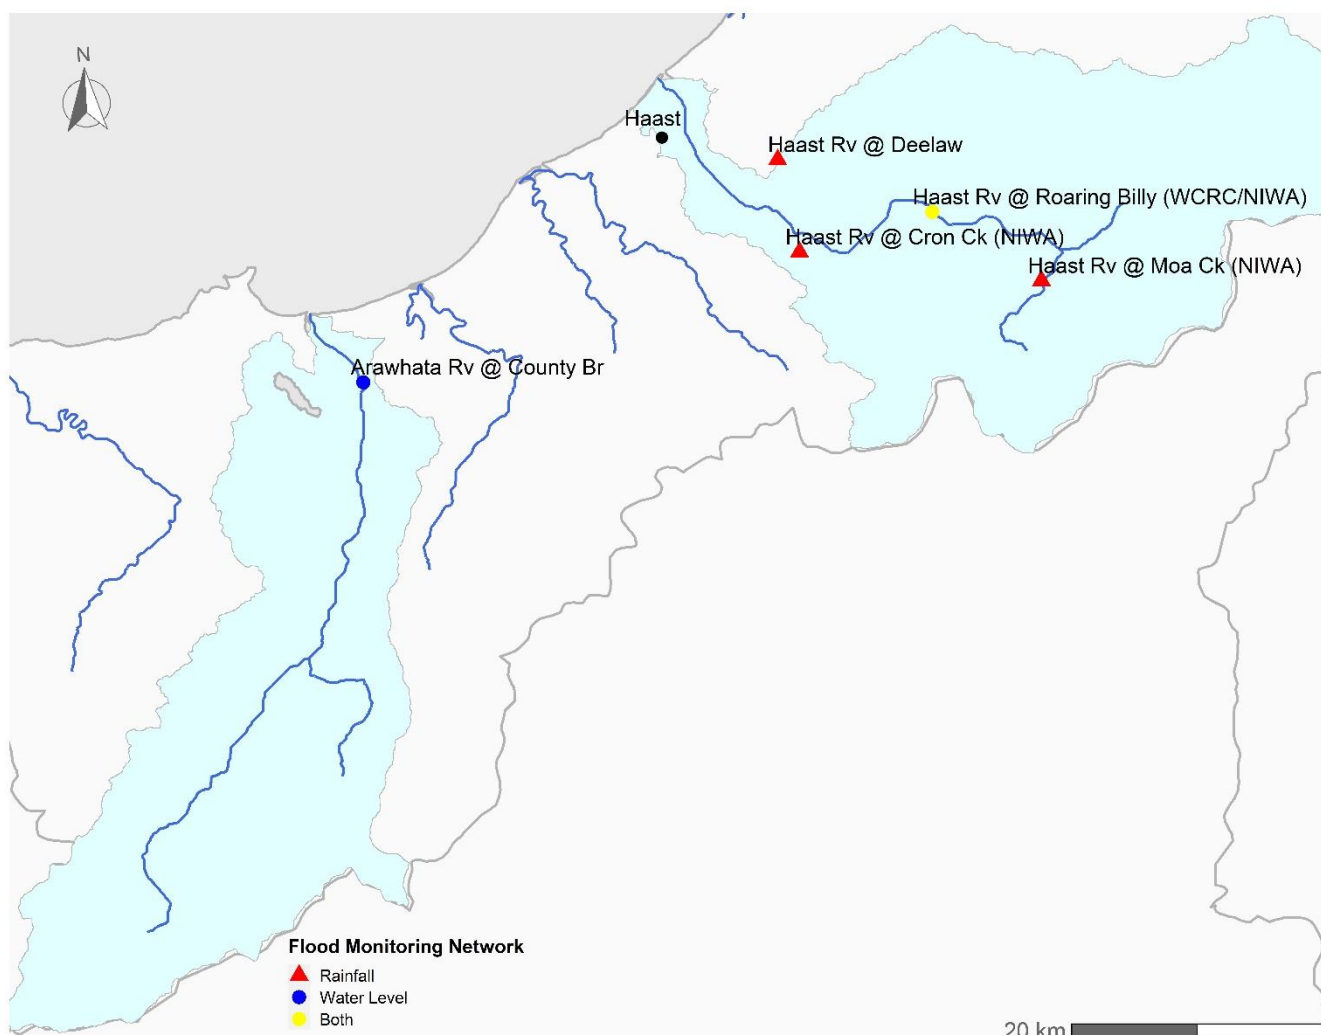 N
Haast
Haast Rv @ Deelaw
Haast Rv @ Roaring Billy (WCRC/NIWA)
Haast Rv @ Cron Ck (NIWA)
Haast Rv @ Moa Ck (NIWA)
Arawhata Rv @ County Br
Flood Monitoring Network
Rainfall
Water Level
Both
20 km